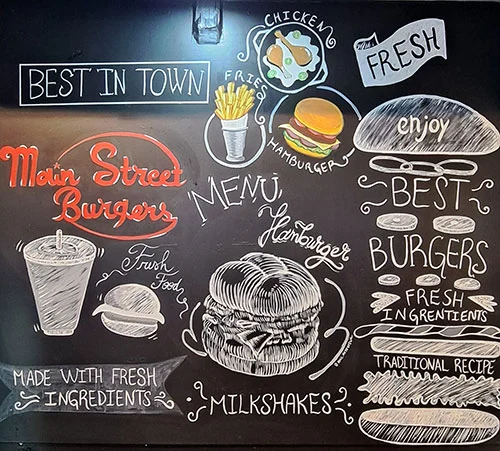 CHICKEN
FRESH
BEST IN TOWN
FRIES
HAMBURGER
enjoy
Main Street
Burgers
MENU
BEST
BURGERS
Hamburger
Fresh
Food
FRESH
INGRENTIENTS
TRADITIONAL RECIPE
MADE WITH FRESH
INGREDIENTS
MILKSHAKES